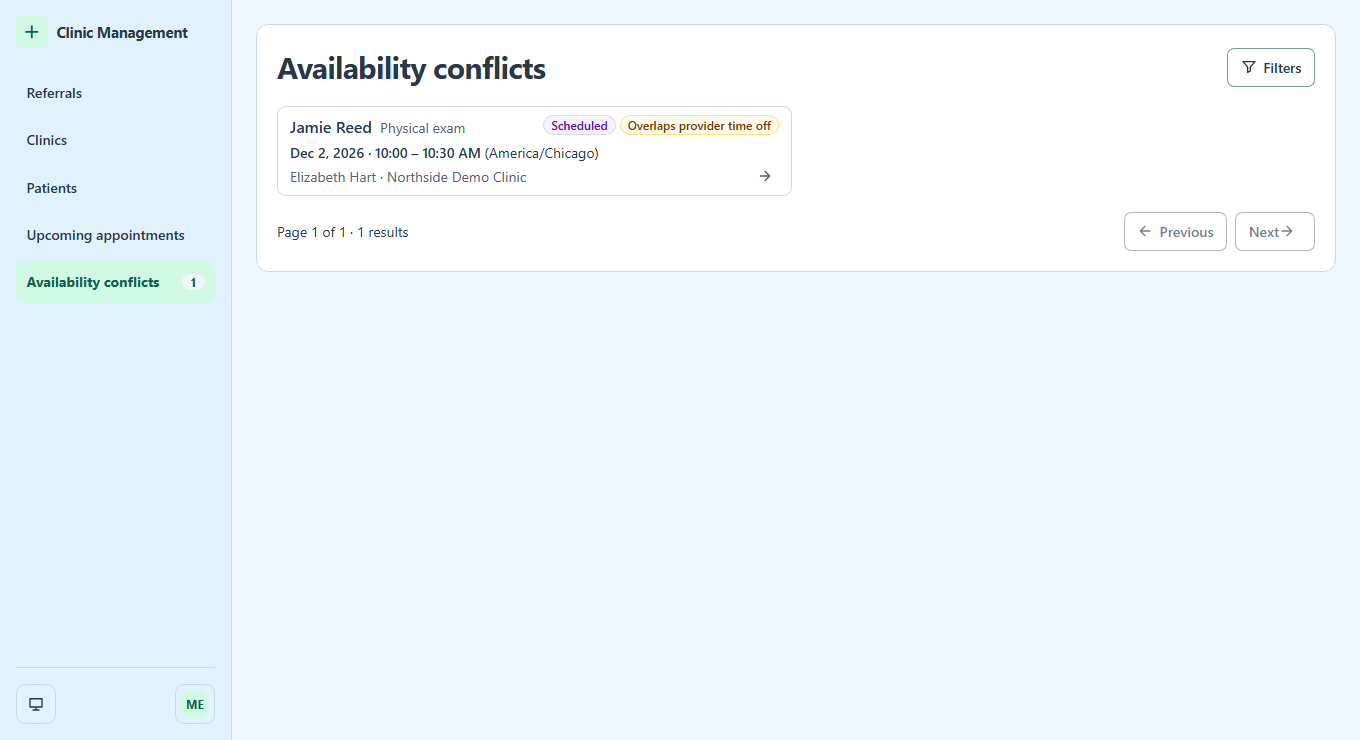 Clinic Management
Referrals
Clinics
Patients
Upcoming appointments
Availability conflicts 1
ME
Availability conflicts
Filters
Jamie Reed Physical exam Scheduled Overlaps provider time off
Dec 2, 2026 · 10:00 – 10:30 AM (America/Chicago)
Elizabeth Hart · Northside Demo Clinic
Page 1 of 1 · 1 results
Previous
Next